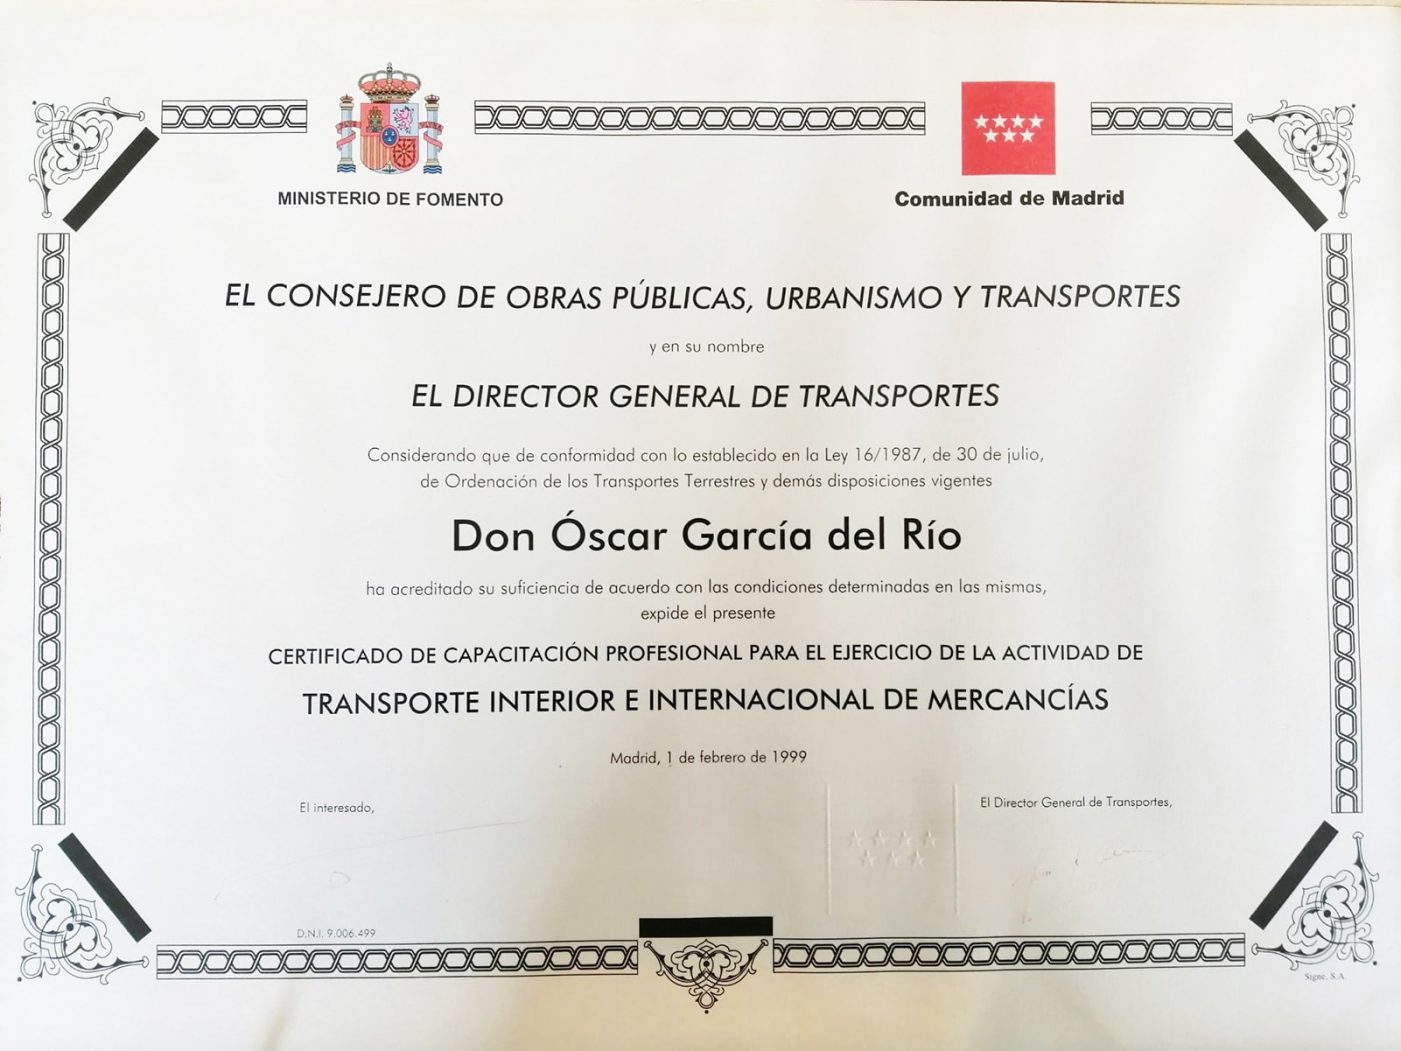 MINISTERIO DE FOMENTO
Comunidad de Madrid
EL CONSEJERO DE OBRAS PÚBLICAS, URBANISMO Y TRANSPORTES
y en su nombre
EL DIRECTOR GENERAL DE TRANSPORTES
Considerando que de conformidad con lo establecido en la Ley 16/1987, de 30 de julio,
de Ordenación de los Transportes Terrestres y demás disposiciones vigentes
Don Óscar García del Río
ha acreditado su suficiencia de acuerdo con las condiciones determinadas en las mismas,
expide el presente
CERTIFICADO DE CAPACITACIÓN PROFESIONAL PARA EL EJERCICIO DE LA ACTIVIDAD DE
TRANSPORTE INTERIOR E INTERNACIONAL DE MERCANCÍAS
Madrid, 1 de febrero de 1999
El interesado,
El Director General de Transportes,
D.N.I. 9.006.499
Signe, S.A.